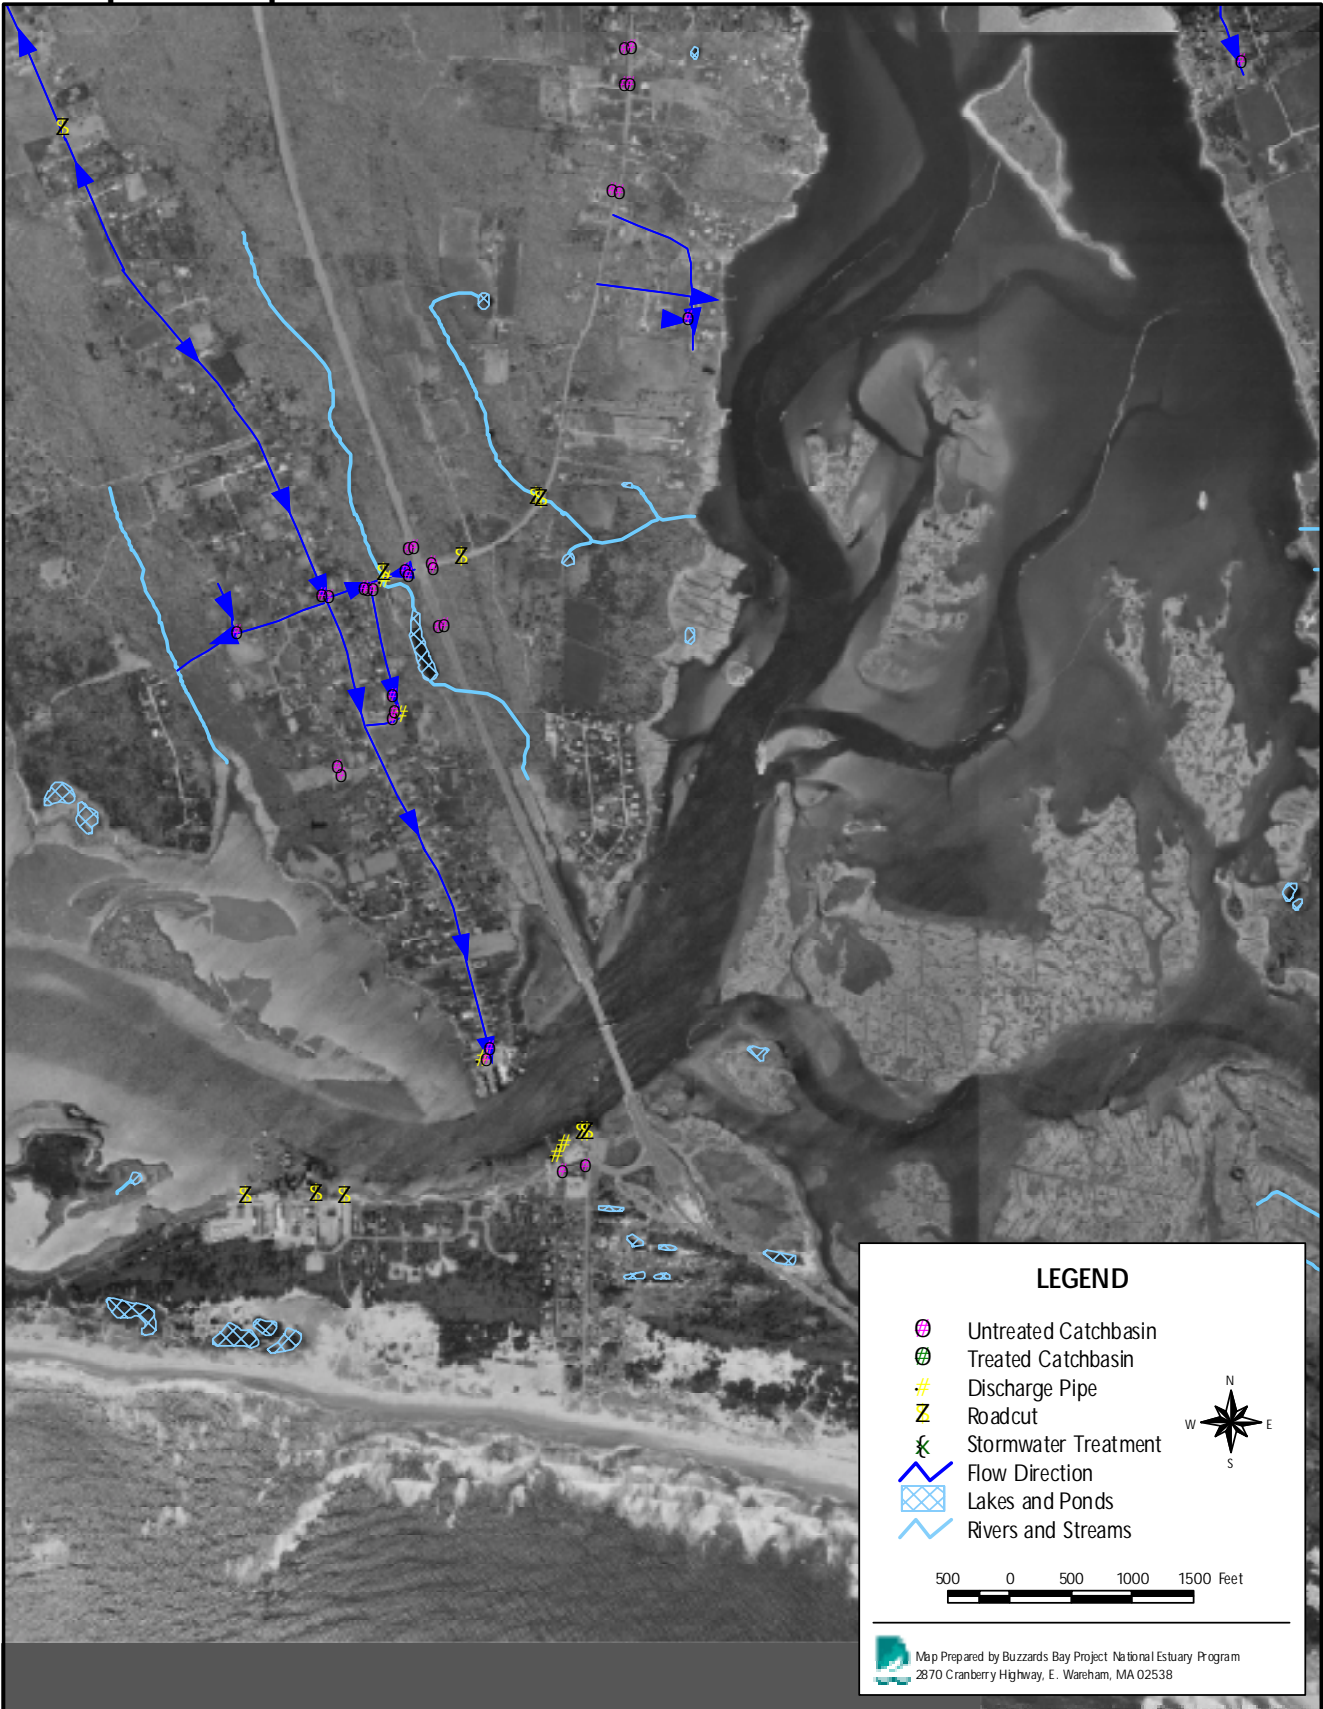 LEGEND
Untreated Catchbasin
Treated Catchbasin
Discharge Pipe
Roadcut
Stormwater Treatment
Flow Direction
Lakes and Ponds
Rivers and Streams
N
W E
S
500 0 500 1000 1500 Feet
Map Prepared by Buzzards Bay Project National Estuary Program
2870 Cranberry Highway, E. Wareham, MA 02538